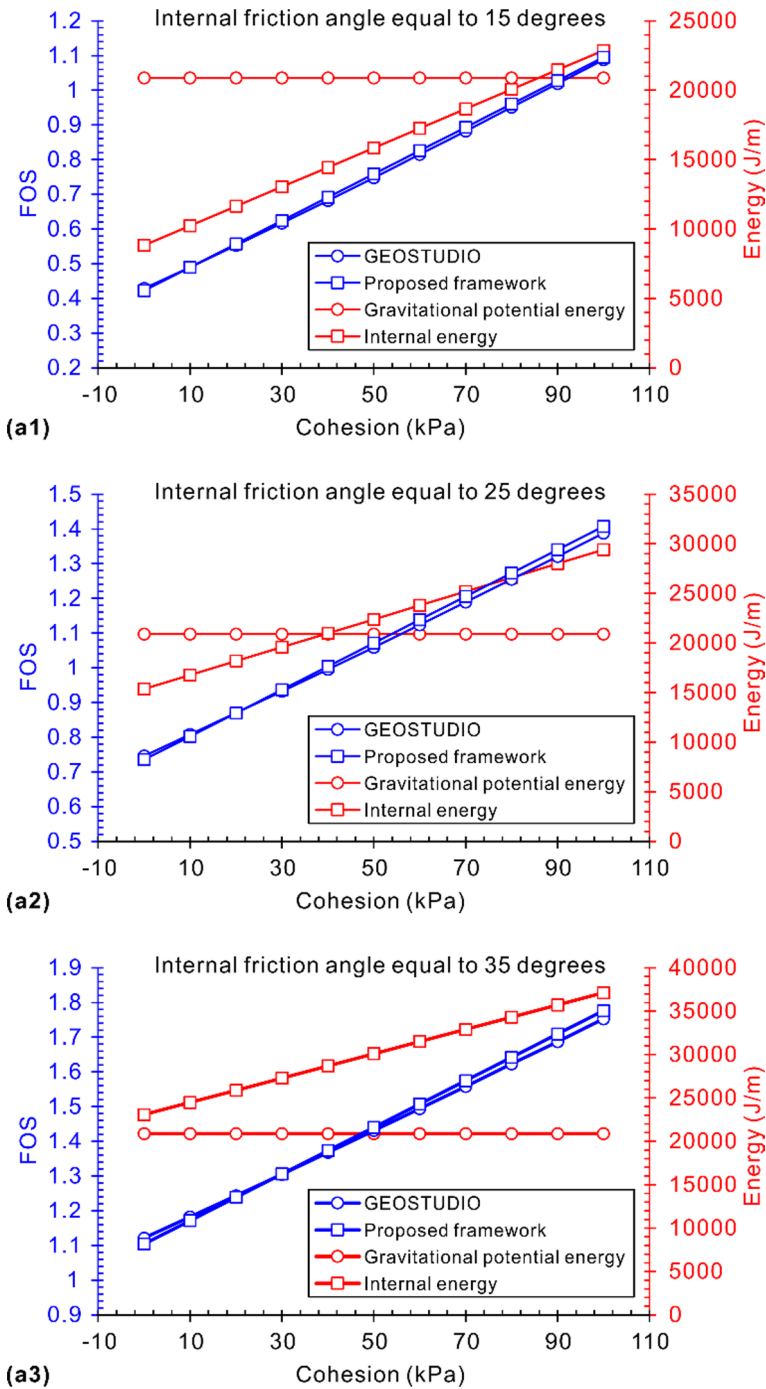 Internal friction angle equal to 15 degrees
1.2
1.1
1
0.9
0.8
0.7
0.6
0.5
0.4
0.3
0.2
FOS
25000
20000
15000
10000
5000
0
Energy (J/m)
GEOSTUDIO
Proposed framework
Gravitational potential energy
Internal energy
-10 10 30 50 70 90 110
(a1) Cohesion (kPa)
Internal friction angle equal to 25 degrees
1.5
1.4
1.3
1.2
1.1
1
0.9
0.8
0.7
0.6
0.5
FOS
35000
30000
25000
20000
15000
10000
5000
0
Energy (J/m)
GEOSTUDIO
Proposed framework
Gravitational potential energy
Internal energy
-10 10 30 50 70 90 110
(a2) Cohesion (kPa)
Internal friction angle equal to 35 degrees
1.9
1.8
1.7
1.6
1.5
1.4
1.3
1.2
1.1
1
0.9
FOS
40000
35000
30000
25000
20000
15000
10000
5000
0
Energy (J/m)
GEOSTUDIO
Proposed framework
Gravitational potential energy
Internal energy
-10 10 30 50 70 90 110
(a3) Cohesion (kPa)